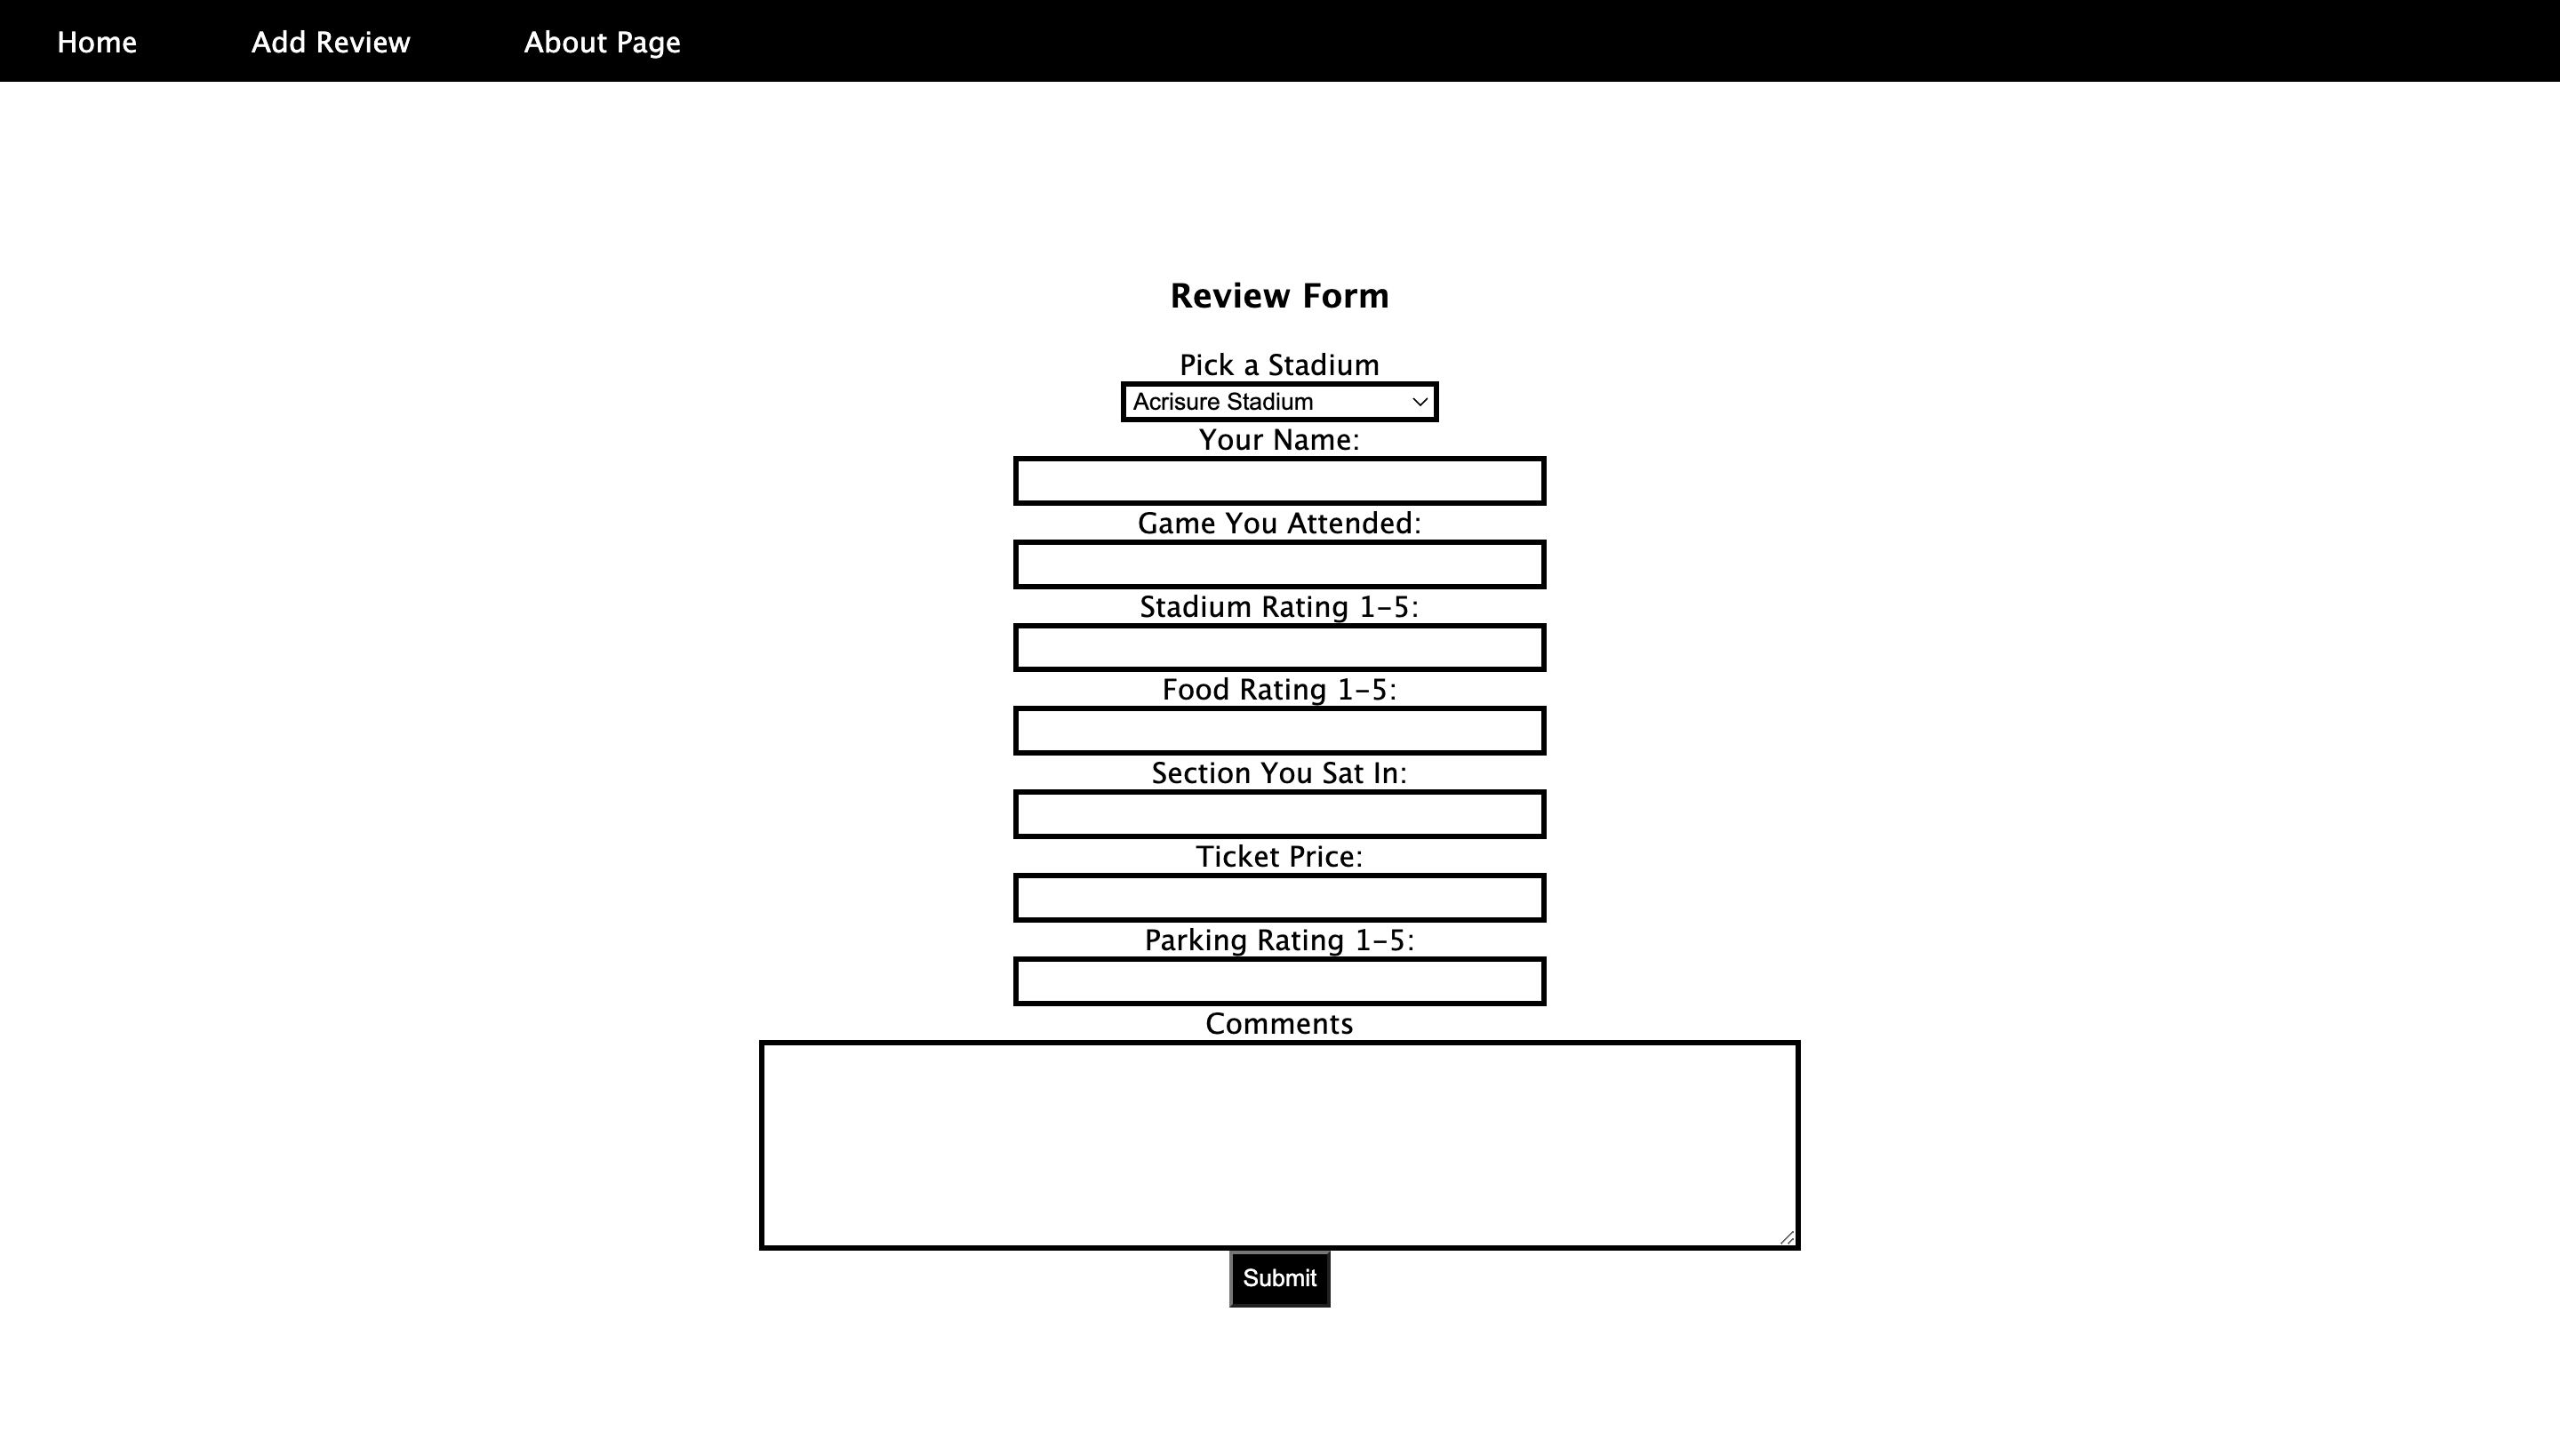 Home Add Review About Page
Review Form
Pick a Stadium
Acrisure Stadium
Your Name:
Game You Attended:
Stadium Rating 1-5:
Food Rating 1-5:
Section You Sat In:
Ticket Price:
Parking Rating 1-5:
Comments
Submit